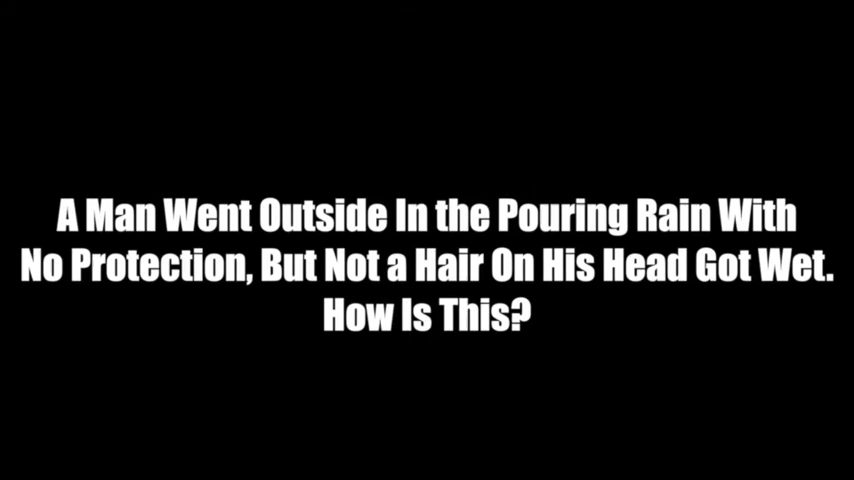 A Man Went Outside In the Pouring Rain With
No Protection, But Not a Hair On His Head Got Wet.
How Is This?